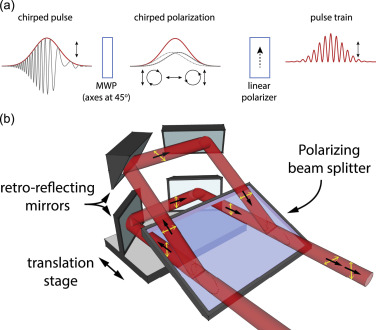 (a)
chirped pulse
chirped polarization
pulse train
MWP
(axes at 45°)
linear
polarizer
(b)
Polarizing
beam splitter
retro-reflecting
mirrors
translation
stage